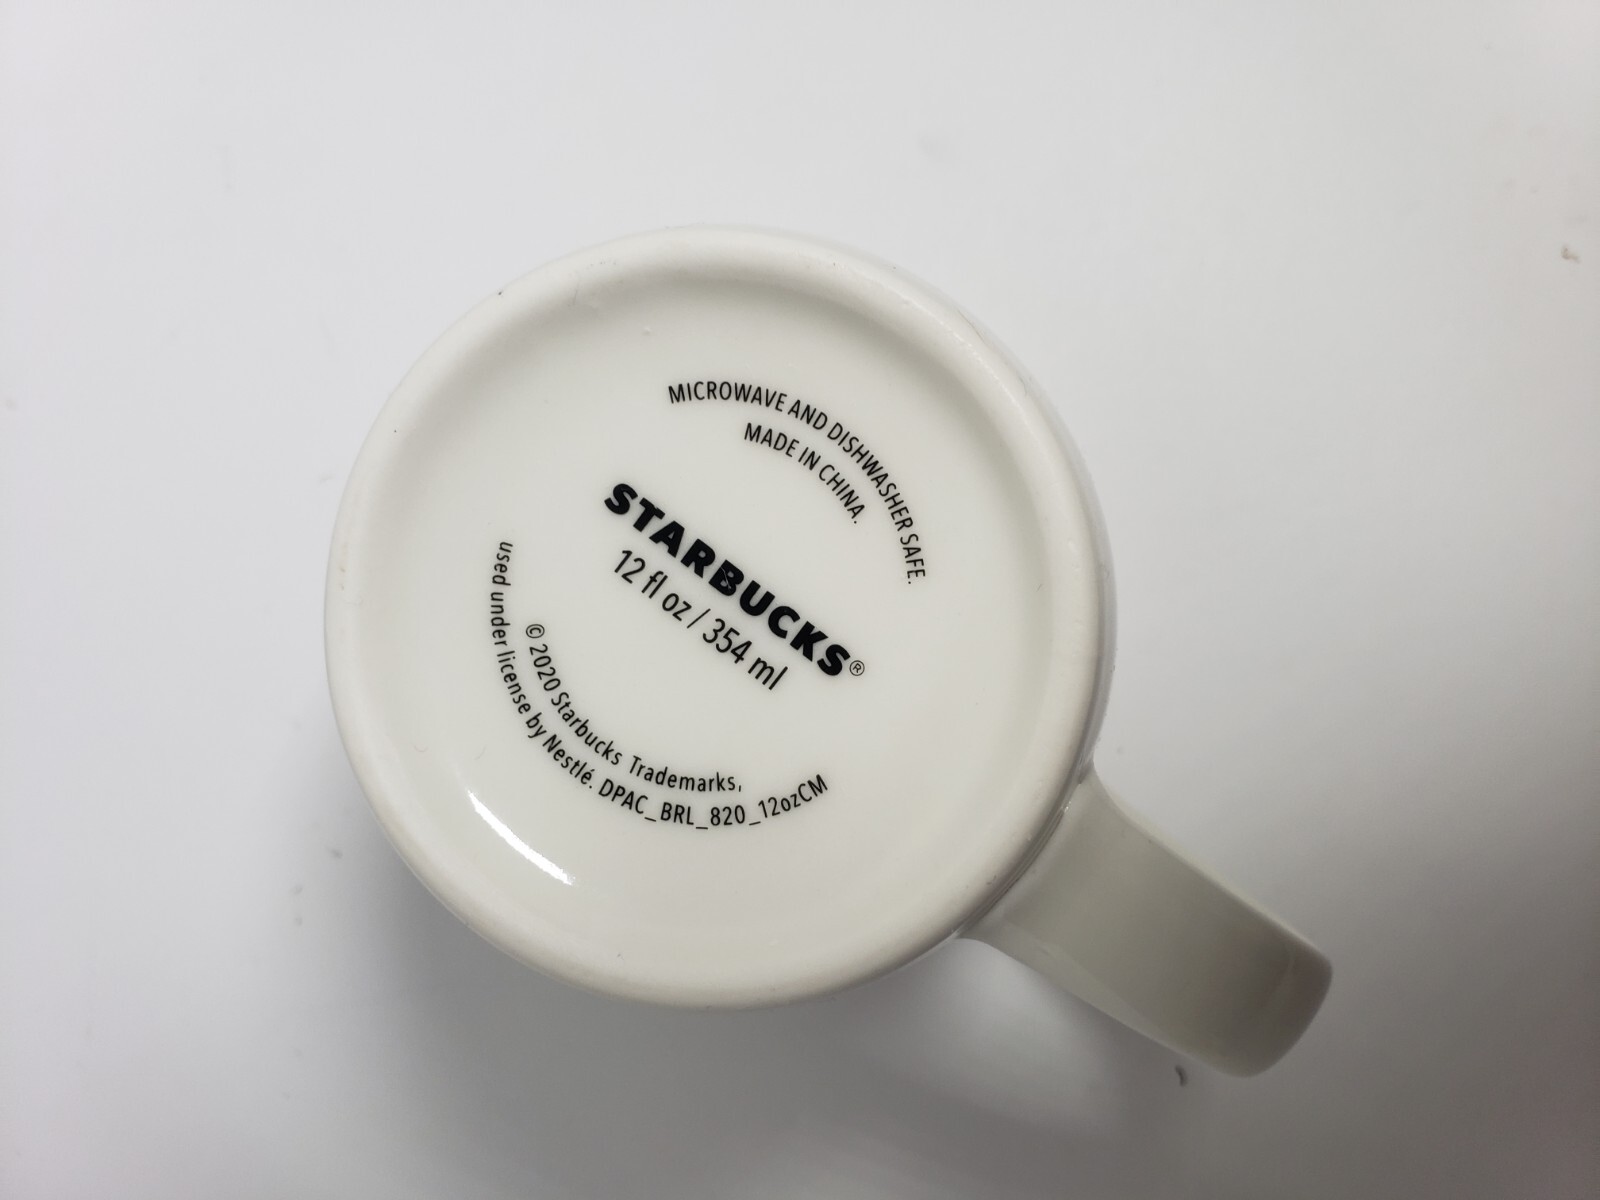 MICROWAVE AND DISHWASHER SAFE.
MADE IN CHINA.
STARBUCKS®
12 fl oz / 354 ml
© 2020 Starbucks Trademarks,
used under license by Nestlé. DPAC_BRL_820_12ozCM